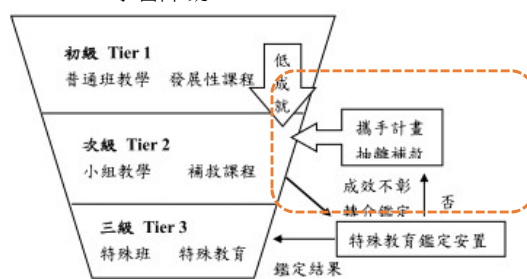 初級 Tier 1
普通班教學 發展性課程
低成就
次級 Tier 2
小組教學 補救課程
攜手計畫
抽離補救
成效不彰
轉介鑑定
否
三級 Tier 3
特殊班 特殊教育
特殊教育鑑定安置
鑑定結果